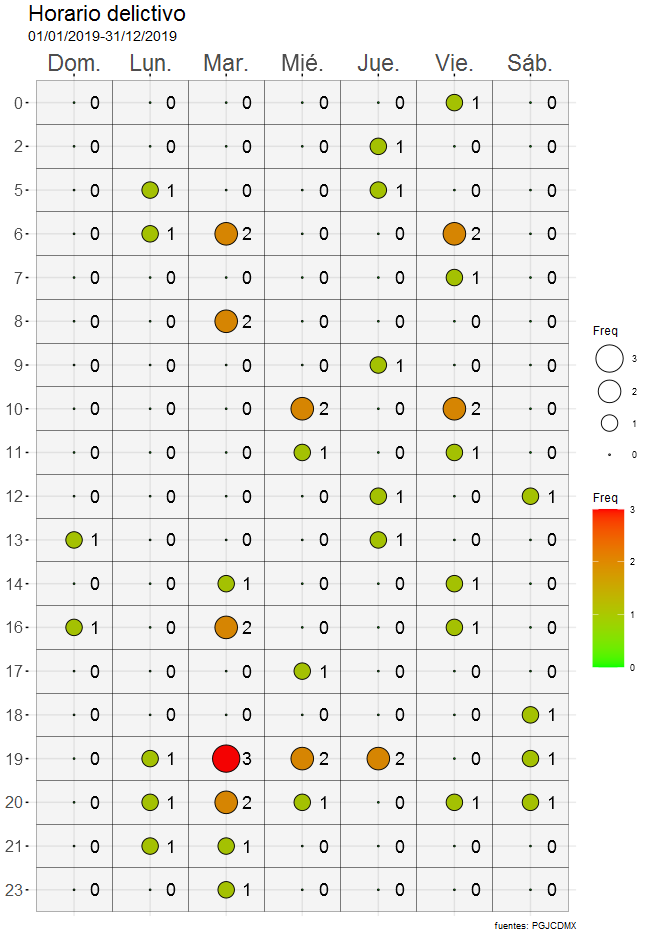 Horario delictivo
01/01/2019-31/12/2019
Dom. Lun. Mar. Mié. Jue. Vie. Sáb.
0 0 0 0 0 0 1 0
2 0 0 0 0 1 0 0
5 0 1 0 0 1 0 0
6 0 1 2 0 0 2 0
7 0 0 0 0 0 1 0
8 0 0 2 0 0 0 0
9 0 0 0 0 1 0 0
10 0 0 0 2 0 2 0
11 0 0 0 1 0 1 0
12 0 0 0 0 1 0 1
13 1 0 0 0 1 0 0
14 0 0 1 0 0 1 0
16 1 0 2 0 0 1 0
17 0 0 0 1 0 0 0
18 0 0 0 0 0 0 1
19 0 1 3 2 2 0 1
20 0 1 2 1 0 1 1
21 0 1 1 0 0 0 0
23 0 0 1 0 0 0 0
Freq
3
2
1
0
Freq
3
2
1
0
fuentes: PGJCDMX